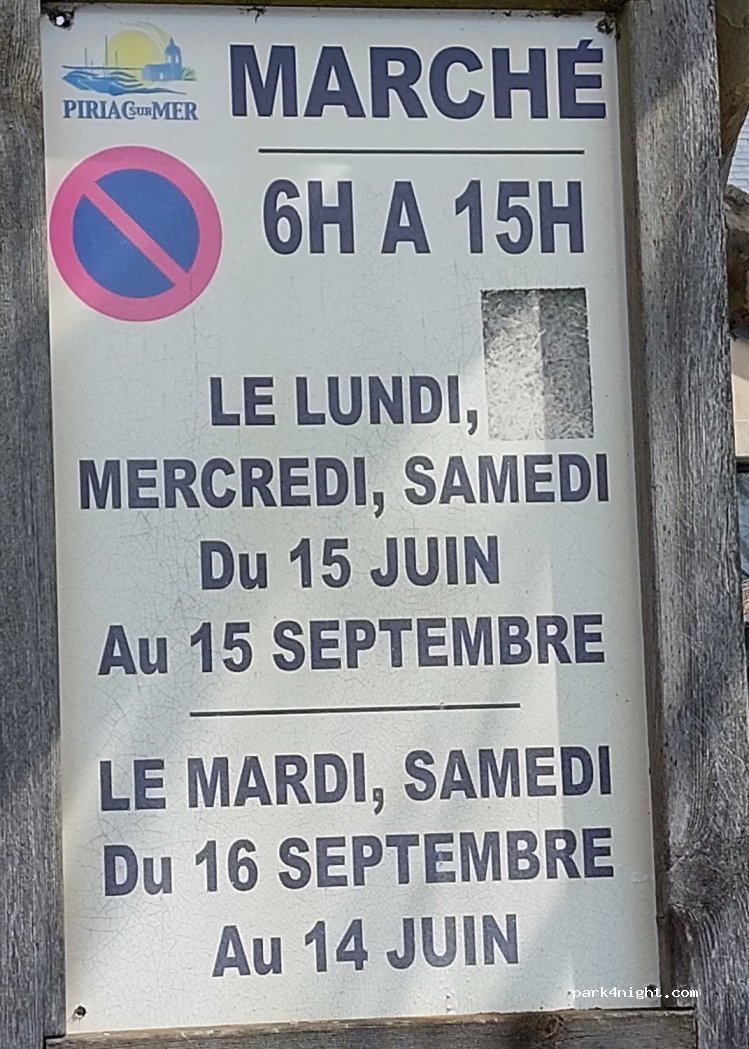 PIRIAC SUR MER
MARCHÉ
6H A 15H
LE LUNDI,
MERCREDI, SAMEDI
Du 15 JUIN
Au 15 SEPTEMBRE
LE MARDI, SAMEDI
Du 16 SEPTEMBRE
Au 14 JUIN
park4night.com